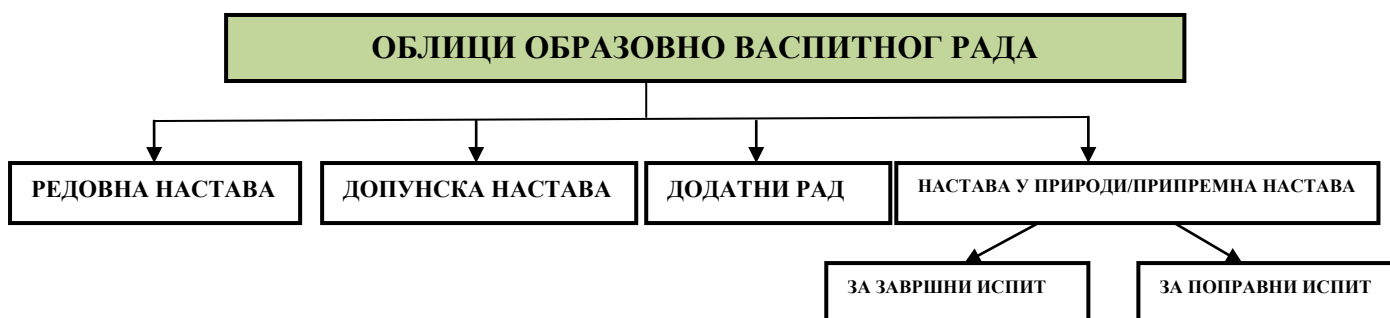 ОБЛИЦИ ОБРАЗОВНО ВАСПИТНОГ РАДА
РЕДОВНА НАСТАВА
ДОПУНСКА НАСТАВА
ДОДАТНИ РАД
НАСТАВА У ПРИРОДИ/ПРИПРЕМНА НАСТАВА
ЗА ЗАВРШНИ ИСПИТ
ЗА ПОПРАВНИ ИСПИТ